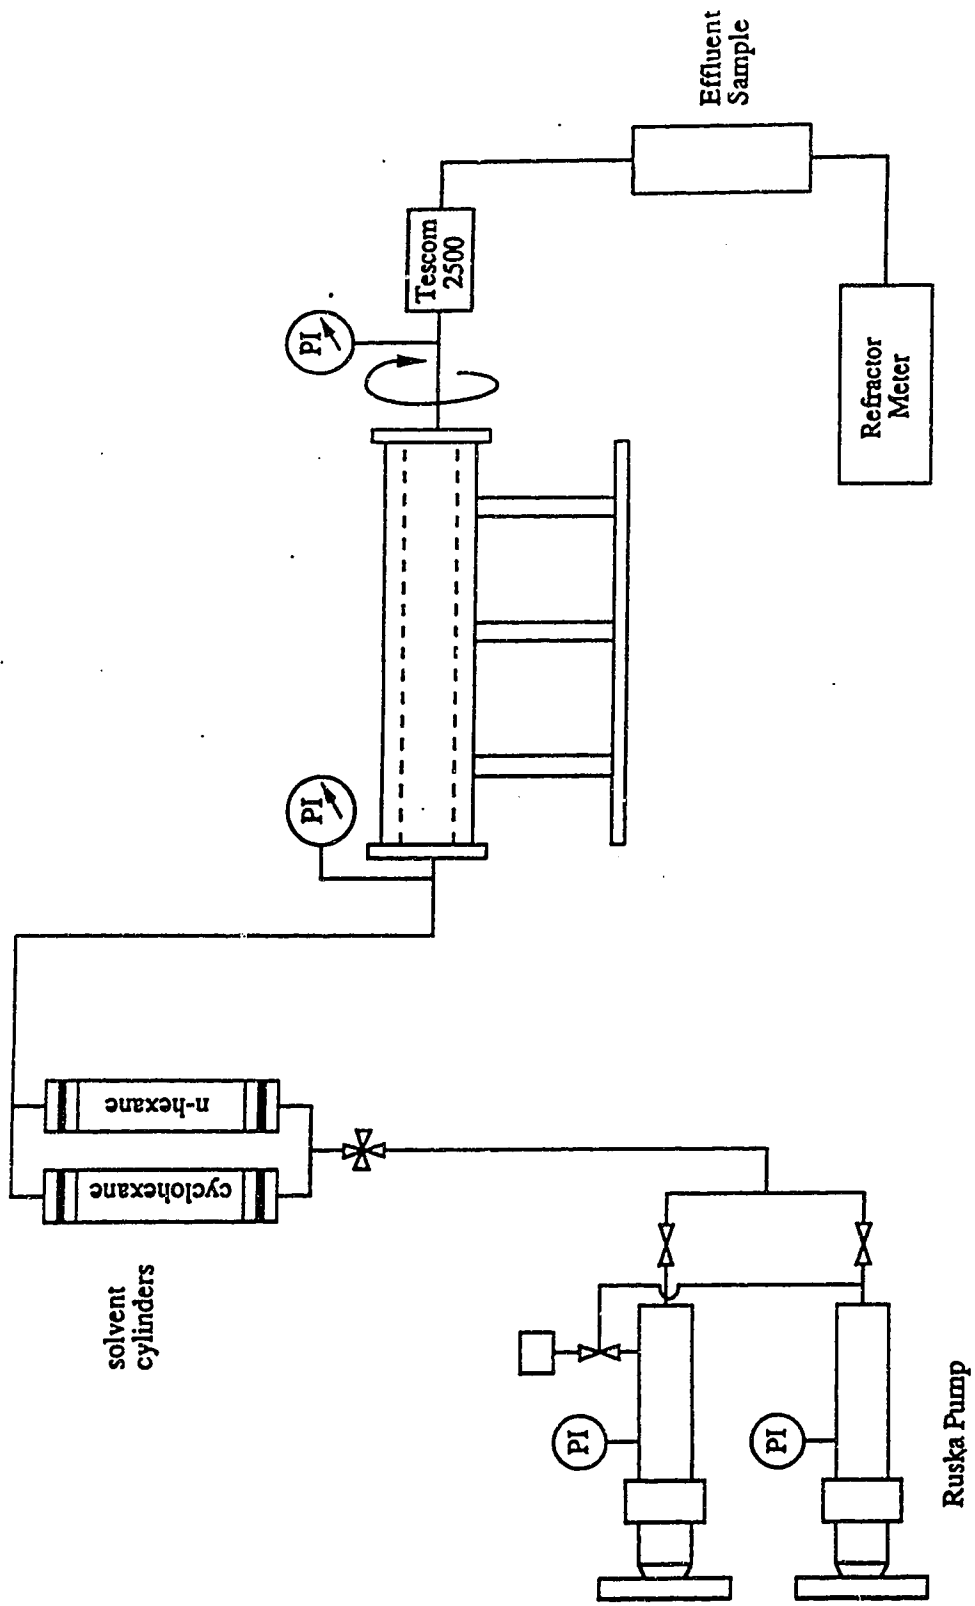 Ruska Pump
PI
PI
solvent
cylinders
cyclohexane
n-hexane
PI
PI
Tescom
2500
Effluent
Sample
Refractor
Meter